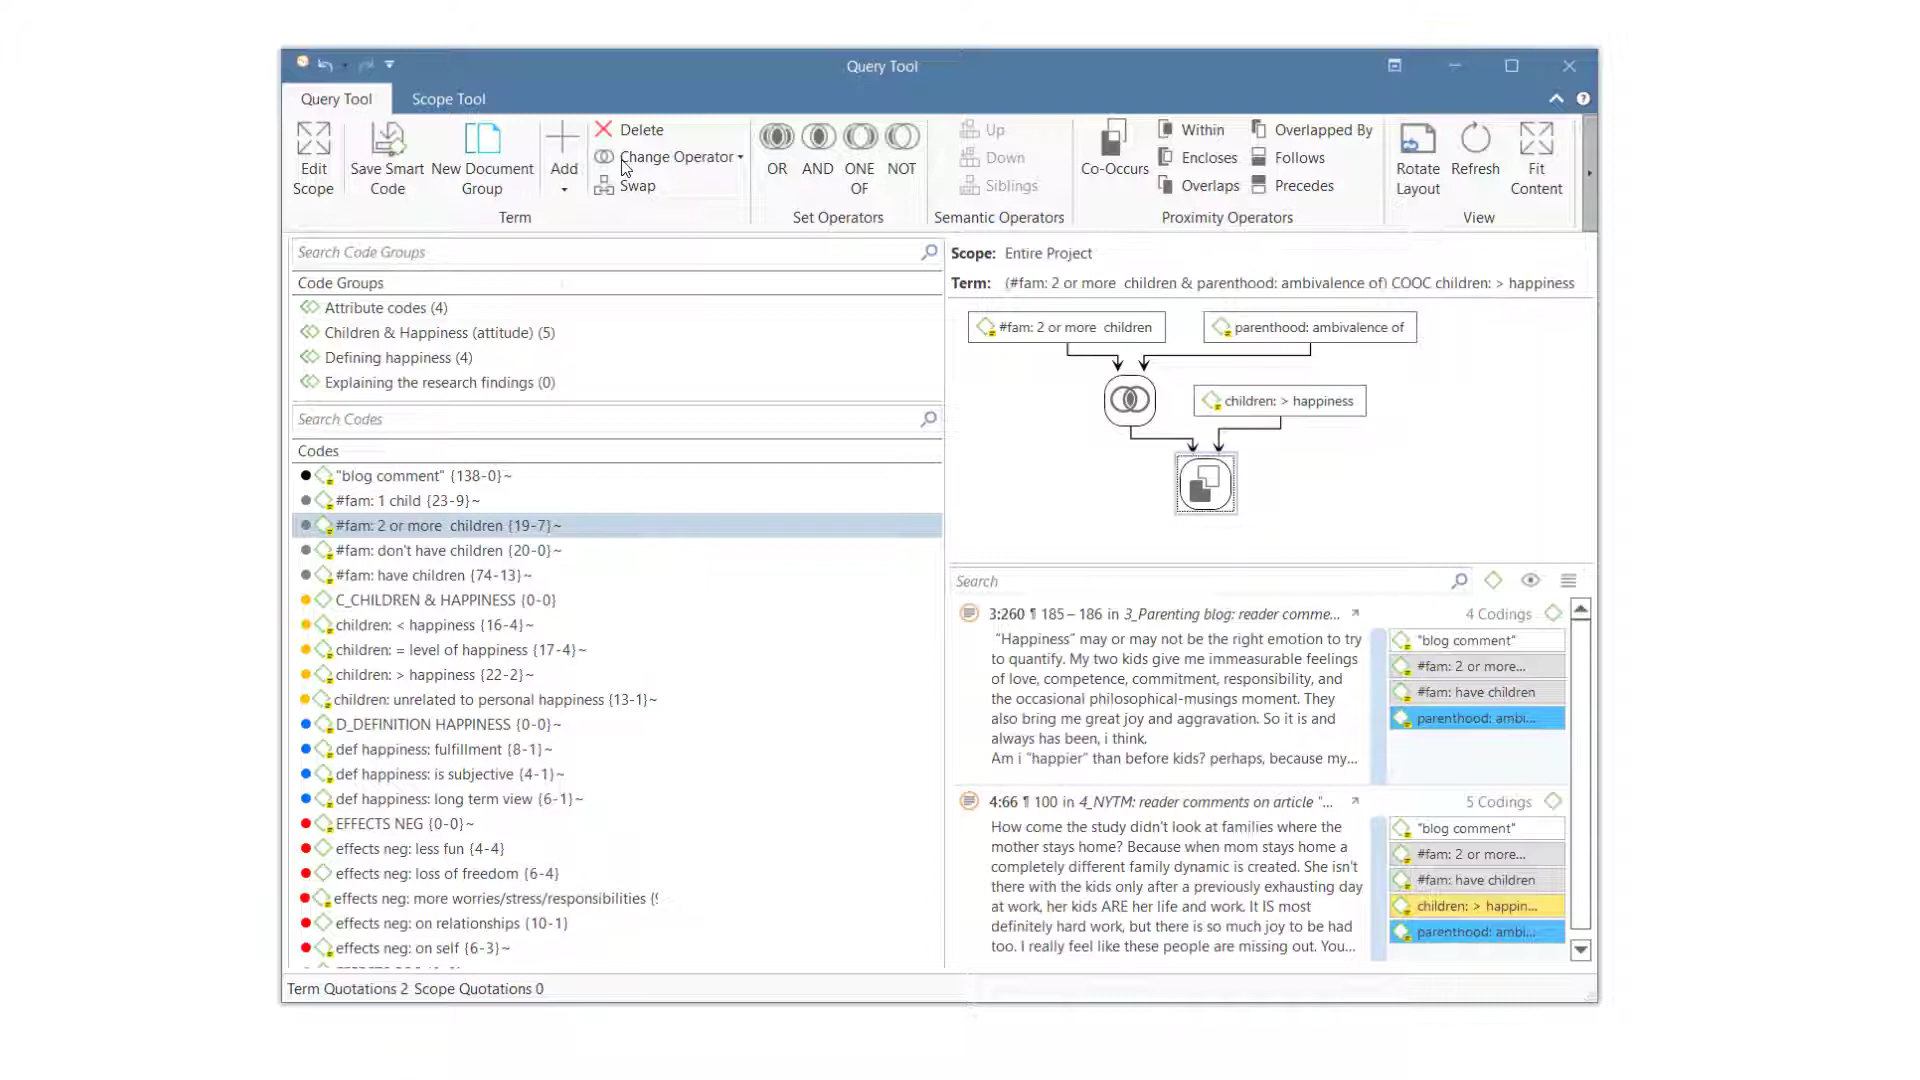 Query Tool
Query Tool
Scope Tool
Edit Scope
Save Smart Code
New Document Group
Add
Delete
Change Operator
Swap
Term
OR
AND
ONE OF
NOT
Set Operators
Up
Down
Siblings
Semantic Operators
Co-Occurs
Within
Encloses
Overlaps
Overlapped By
Follows
Precedes
Proximity Operators
Rotate Layout
Refresh
Fit Content
View
Search Code Groups
Code Groups
Attribute codes (4)
Children & Happiness (attitude) (5)
Defining happiness (4)
Explaining the research findings (0)
Search Codes
Codes
"blog comment" {138-0}~
#fam: 1 child {23-9}~
#fam: 2 or more  children {19-7}~
#fam: don't have children {20-0}~
#fam: have children {74-13}~
C_CHILDREN & HAPPINESS {0-0}
children: < happiness {16-4}~
children: = level of happiness {17-4}~
children: > happiness {22-2}~
children: unrelated to personal happiness {13-1}~
D_DEFINITION HAPPINESS {0-0}~
def happiness: fulfillment {8-1}~
def happiness: is subjective {4-1}~
def happiness: long term view {6-1}~
EFFECTS NEG {0-0}~
effects neg: less fun {4-4}
effects neg: loss of freedom {6-4}
effects neg: more worries/stress/responsibilities
effects neg: on relationships {10-1}
effects neg: on self {6-3}~
Scope: Entire Project
Term: (#fam: 2 or more  children & parenthood: ambivalence of) COOC children: > happiness
#fam: 2 or more  children
parenthood: ambivalence of
children: > happiness
Search
3:260 ¶ 185 – 186 in 3_Parenting blog: reader comme...
4 Codings
"Happiness" may or may not be the right emotion to try
to quantify. My two kids give me immeasurable feelings
of love, competence, commitment, responsibility, and
the occasional philosophical-musings moment. They
also bring me great joy and aggravation. So it is and
always has been, i think.
Am i "happier" than before kids? perhaps, because my...
"blog comment"
#fam: 2 or more...
#fam: have children
parenthood: ambi...
4:66 ¶ 100 in 4_NYTM: reader comments on article "...
5 Codings
How come the study didn't look at families where the
mother stays home? Because when mom stays home a
completely different family dynamic is created. She isn't
there with the kids only after a previously exhausting day
at work, her kids ARE her life and work. It IS most
definitely hard work, but there is so much joy to be had
too. I really feel like these people are missing out. You...
"blog comment"
#fam: 2 or more...
#fam: have children
children: > happin...
parenthood: ambi...
Term Quotations 2 Scope Quotations 0